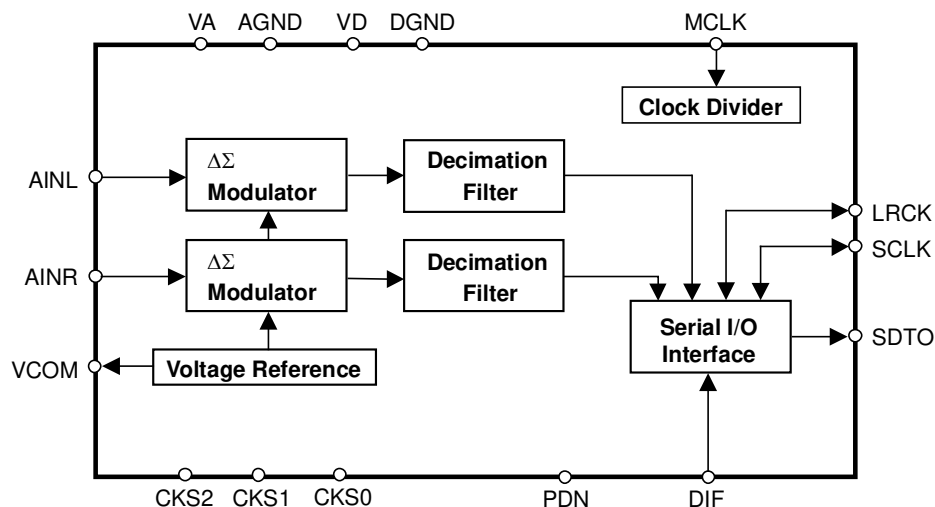 VA AGND VD DGND MCLK
Clock Divider
AINL
ΔΣ
Modulator
Decimation
Filter
LRCK
SCLK
AINR
ΔΣ
Modulator
Decimation
Filter
Serial I/O
Interface
SDTO
VCOM
Voltage Reference
CKS2 CKS1 CKS0 PDN DIF